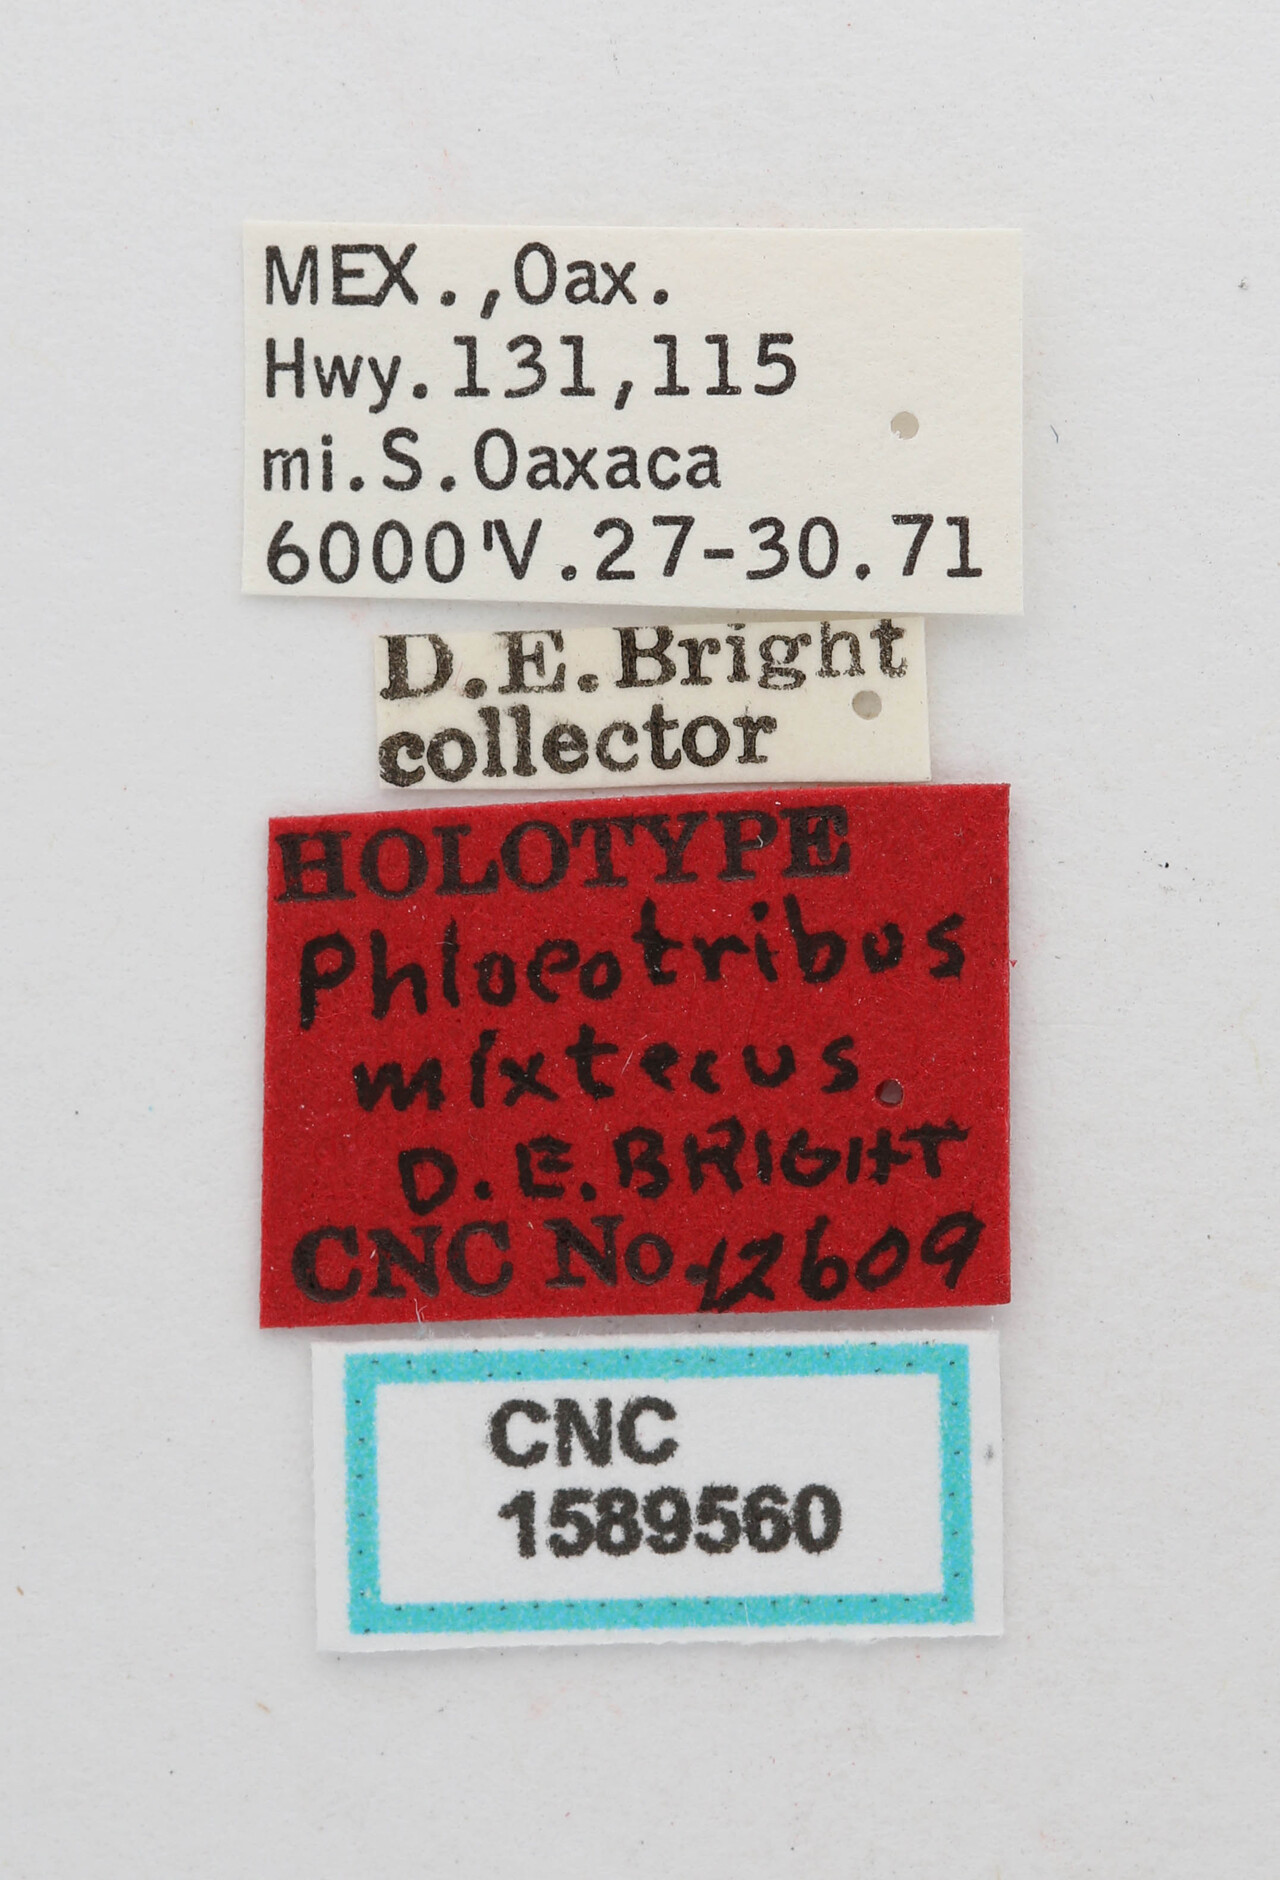 MEX.,Oax.
Hwy.131,115
mi.S.Oaxaca
6000'V.27-30.71
D.E.Bright
collector
HOLOTYPE
Phloeotribus
mixtecus
D.E.BRIGHT
CNC No.12609
CNC
1589560